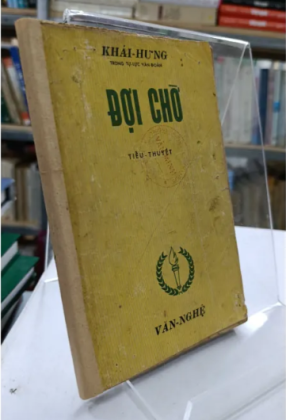 KHÁI-HƯNG
TRONG TỰ LỰC VĂN ĐOÀN
ĐỢI CHỜ
TIỂU-THUYẾT
VĂN-NGHỆ